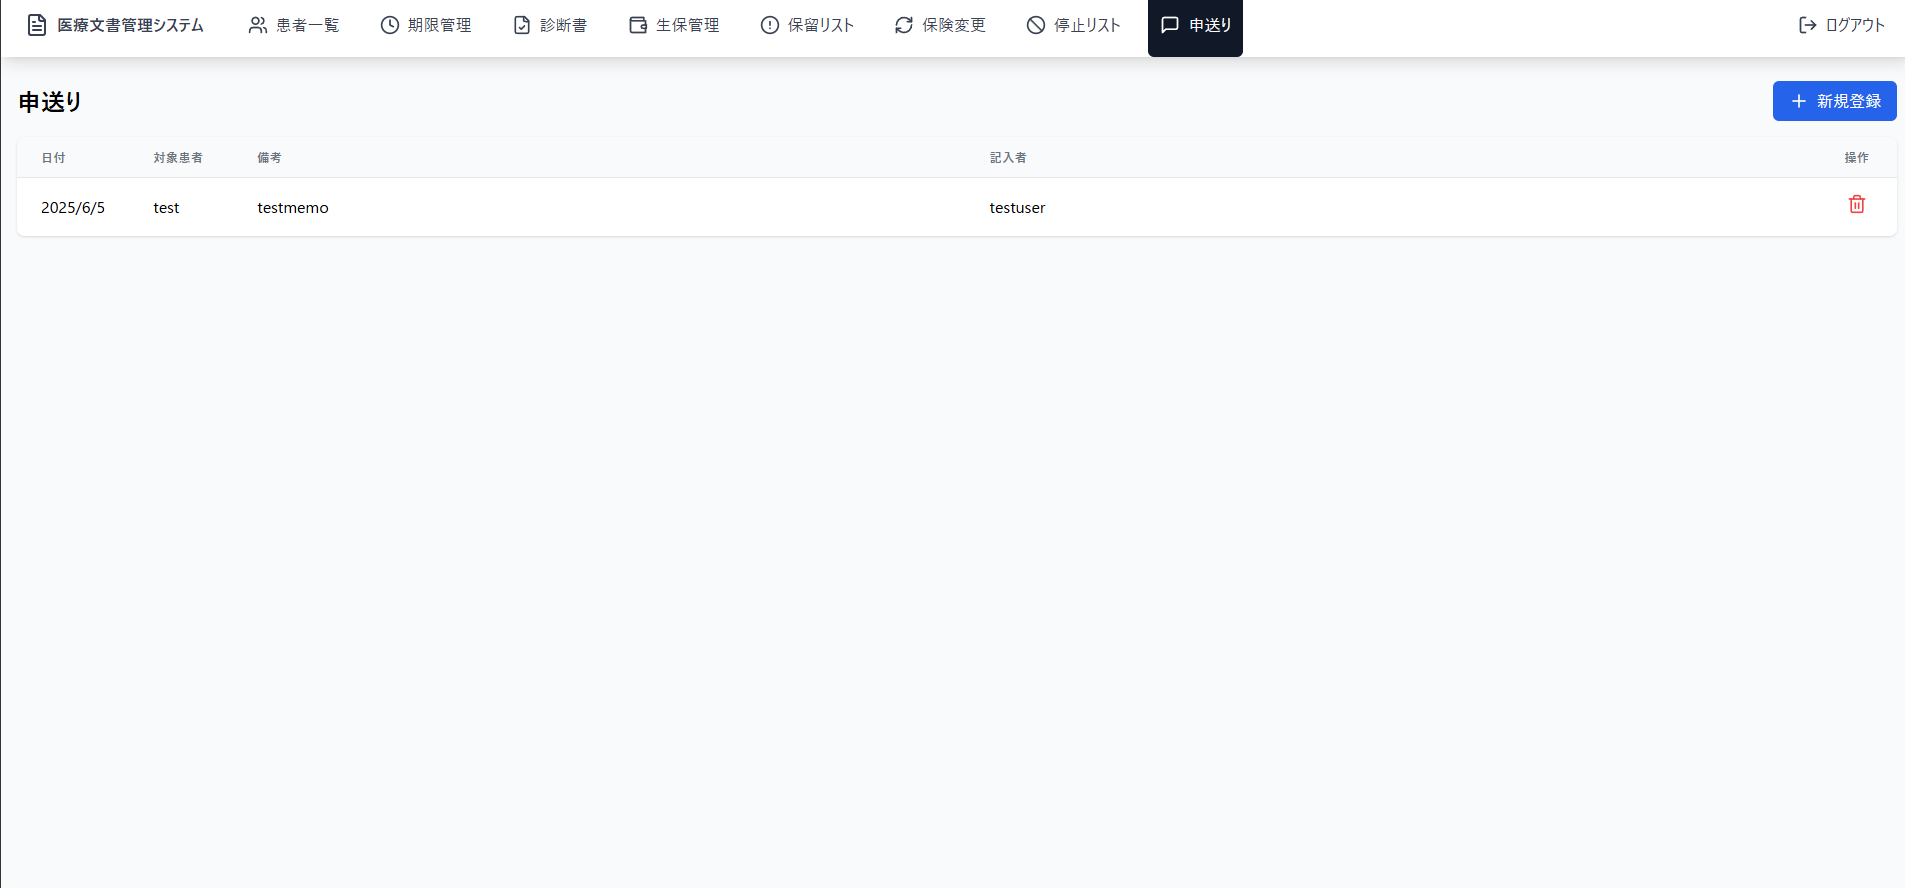 医療文書管理システム 患者一覧 期限管理 診断書 生保管理 保留リスト 保険変更 停止リスト 申送り ログアウト
申送り 新規登録
日付 対象患者 備考 記入者 操作
2025/6/5 test testmemo testuser